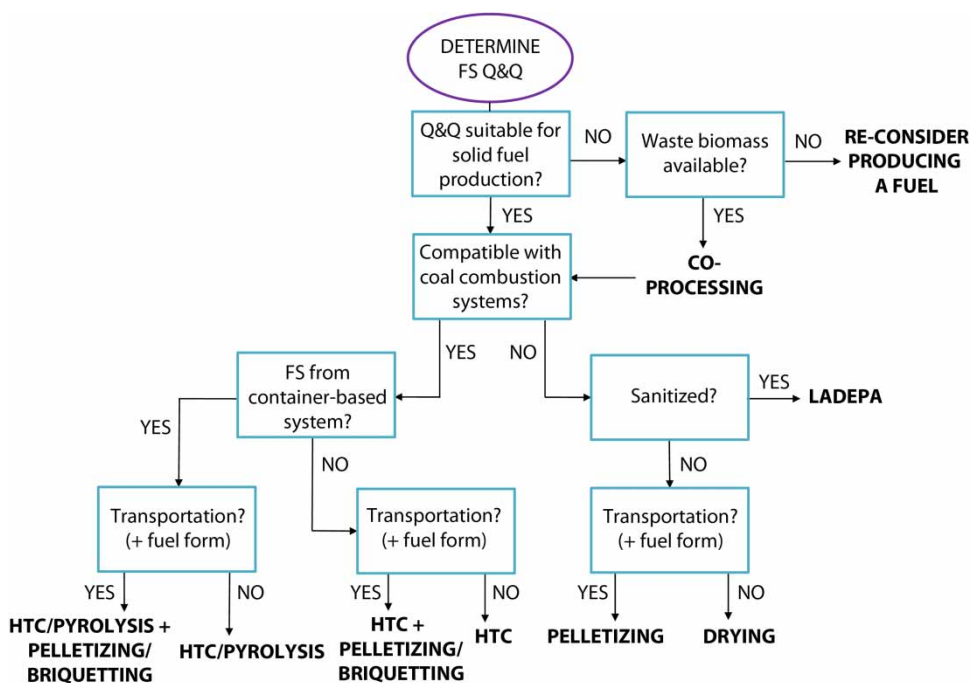 DETERMINE
FS Q&Q
Q&Q suitable for
solid fuel
production?
NO
Waste biomass
available?
NO
RE-CONSIDER
PRODUCING
A FUEL
YES
YES
Compatible with
coal combustion
systems?
CO-
PROCESSING
YES
NO
FS from
container-based
system?
Sanitized?
YES
LADEPA
YES
NO
NO
Transportation?
(+ fuel form)
Transportation?
(+ fuel form)
Transportation?
(+ fuel form)
YES
NO
YES
NO
YES
NO
HTC/PYROLYSIS +
PELLETIZING/
BRIQUETTING
HTC/PYROLYSIS
HTC +
PELLETIZING/
BRIQUETTING
HTC
PELLETIZING
DRYING